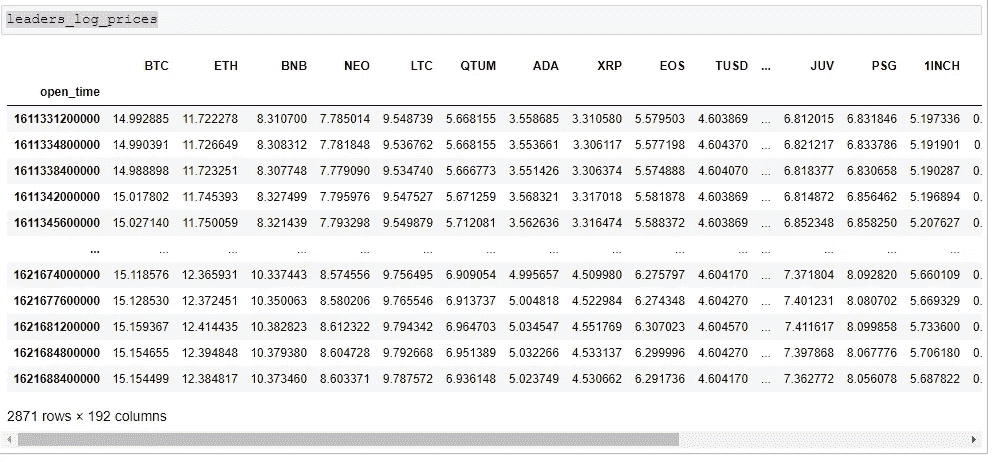 leaders_log_prices
BTC ETH BNB NEO LTC QTUM ADA XRP EOS TUSD ... JUV PSG 1INCH
open_time
1611331200000 14.992885 11.722278 8.310700 7.785014 9.548739 5.668155 3.558685 3.310580 5.579503 4.603869 ... 6.812015 6.831846 5.197336 0.
1611334800000 14.990391 11.726649 8.308312 7.781848 9.536762 5.668155 3.553661 3.306117 5.577198 4.604370 ... 6.821217 6.833786 5.191901 0.
1611338400000 14.988898 11.723251 8.307748 7.779090 9.534740 5.666773 3.551426 3.306374 5.574888 4.604070 ... 6.818377 6.830658 5.190287 0.
1611342000000 15.017802 11.745393 8.327499 7.795976 9.547527 5.671259 3.568321 3.317018 5.581878 4.603869 ... 6.814872 6.856462 5.196894 0.
1611345600000 15.027140 11.750059 8.321439 7.793298 9.549879 5.712081 3.562636 3.316474 5.588372 4.603869 ... 6.852348 6.858250 5.207627 0.
... ... ... ... ... ... ... ... ... ... ... ... ... ... ...
1621674000000 15.118576 12.365931 10.337443 8.574556 9.756495 6.909054 4.995657 4.509980 6.275797 4.604170 ... 7.371804 8.092820 5.660109 0.
1621677600000 15.128530 12.372451 10.350063 8.580206 9.765546 6.913737 5.004818 4.522984 6.274348 4.604270 ... 7.401231 8.080702 5.669329 0.
1621681200000 15.159367 12.414435 10.382823 8.612322 9.794342 6.964703 5.034547 4.551769 6.307023 4.604570 ... 7.411617 8.099858 5.733600 0.
1621684800000 15.154655 12.394848 10.379380 8.604728 9.792668 6.951389 5.032266 4.533137 6.299996 4.604270 ... 7.397868 8.067776 5.706180 0.
1621688400000 15.154499 12.384817 10.373460 8.603371 9.787572 6.936148 5.023749 4.530662 6.291736 4.604170 ... 7.362772 8.056078 5.687822 0.
2871 rows × 192 columns